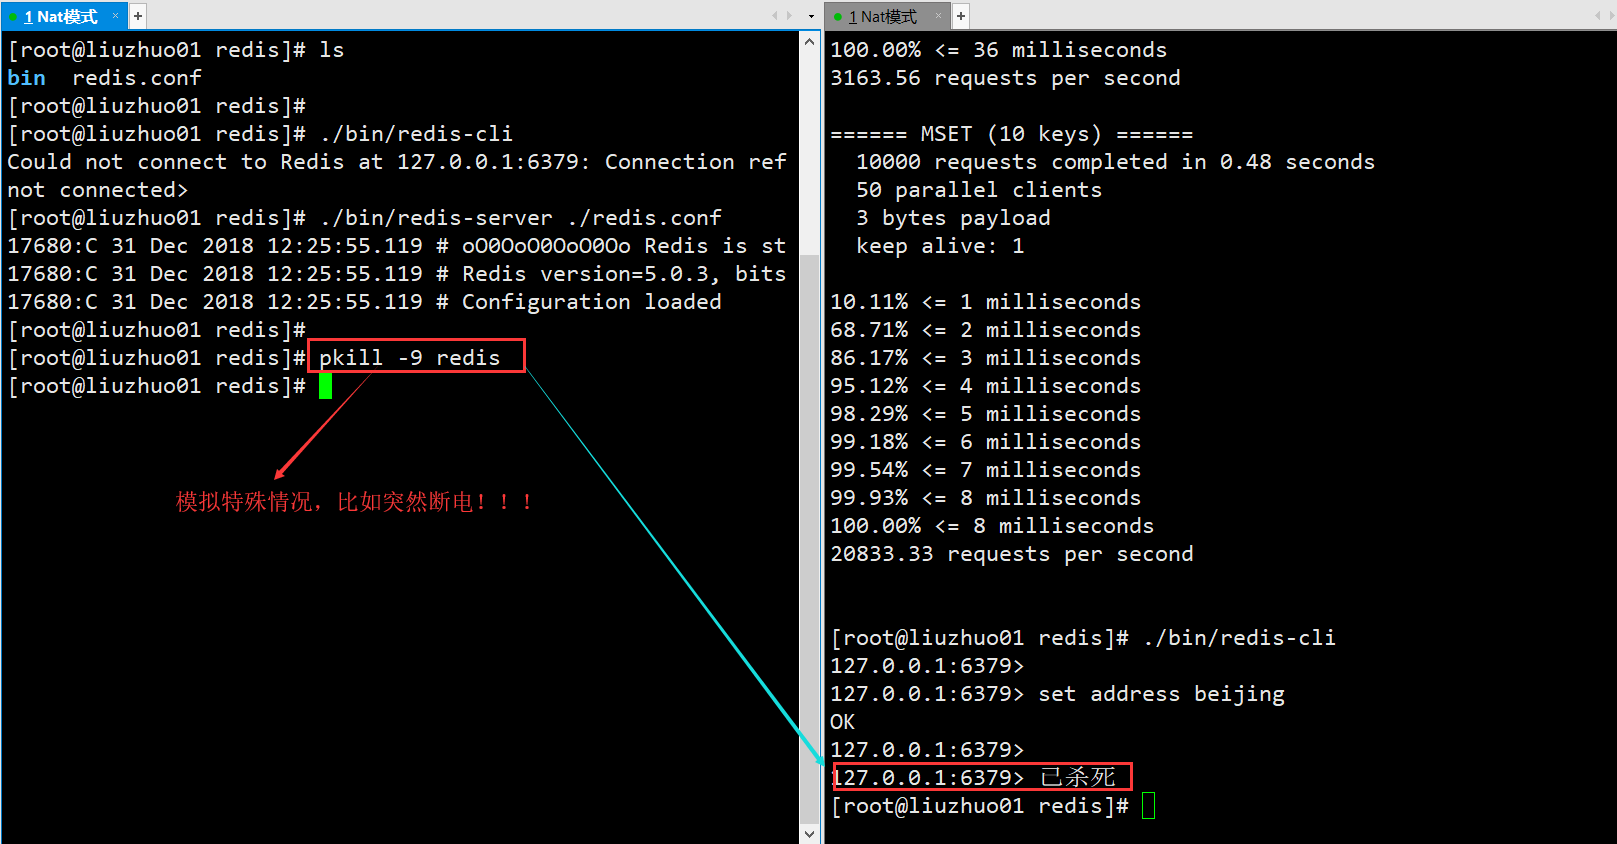 1 Nat模式 × +
[root@liuzhuo01 redis]# ls
bin  redis.conf
[root@liuzhuo01 redis]#
[root@liuzhuo01 redis]# ./bin/redis-cli
Could not connect to Redis at 127.0.0.1:6379: Connection ref
not connected>
[root@liuzhuo01 redis]# ./bin/redis-server ./redis.conf
17680:C 31 Dec 2018 12:25:55.119 # oO0OoO0OoO0Oo Redis is st
17680:C 31 Dec 2018 12:25:55.119 # Redis version=5.0.3, bits
17680:C 31 Dec 2018 12:25:55.119 # Configuration loaded
[root@liuzhuo01 redis]#
[root@liuzhuo01 redis]# pkill -9 redis
[root@liuzhuo01 redis]#
模拟特殊情况，比如突然断电！！！
1 Nat模式 × +
100.00% <= 36 milliseconds
3163.56 requests per second
====== MSET (10 keys) ======
  10000 requests completed in 0.48 seconds
  50 parallel clients
  3 bytes payload
  keep alive: 1
10.11% <= 1 milliseconds
68.71% <= 2 milliseconds
86.17% <= 3 milliseconds
95.12% <= 4 milliseconds
98.29% <= 5 milliseconds
99.18% <= 6 milliseconds
99.54% <= 7 milliseconds
99.93% <= 8 milliseconds
100.00% <= 8 milliseconds
20833.33 requests per second
[root@liuzhuo01 redis]# ./bin/redis-cli
127.0.0.1:6379>
127.0.0.1:6379> set address beijing
OK
127.0.0.1:6379>
127.0.0.1:6379> 已杀死
[root@liuzhuo01 redis]#